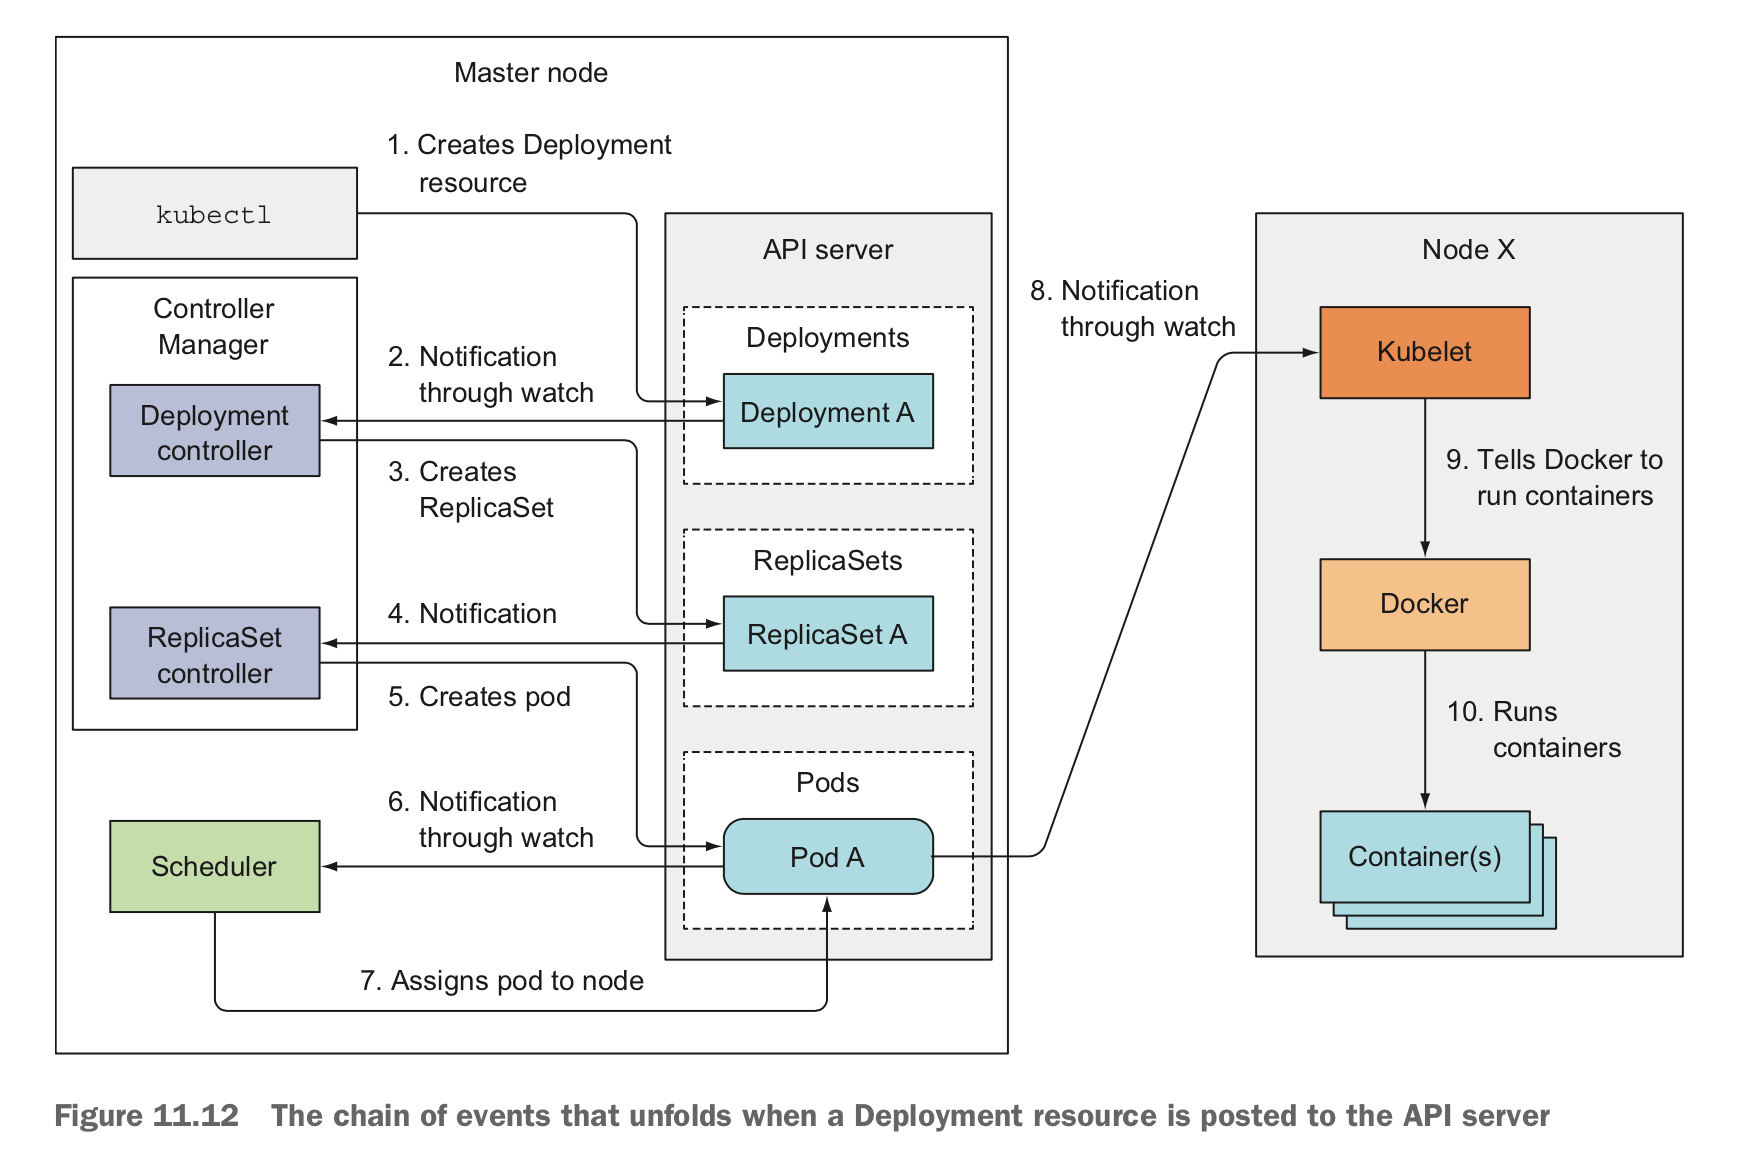 Master node
1. Creates Deployment
resource
kubectl
API server
Node X
Controller
Manager
8. Notification
through watch
Deployments
Kubelet
2. Notification
through watch
Deployment
controller
Deployment A
3. Creates
ReplicaSet
9. Tells Docker to
run containers
ReplicaSets
Docker
4. Notification
ReplicaSet
controller
ReplicaSet A
5. Creates pod
10. Runs
containers
Pods
6. Notification
through watch
Scheduler
Pod A
Container(s)
7. Assigns pod to node
Figure 11.12 The chain of events that unfolds when a Deployment resource is posted to the API server